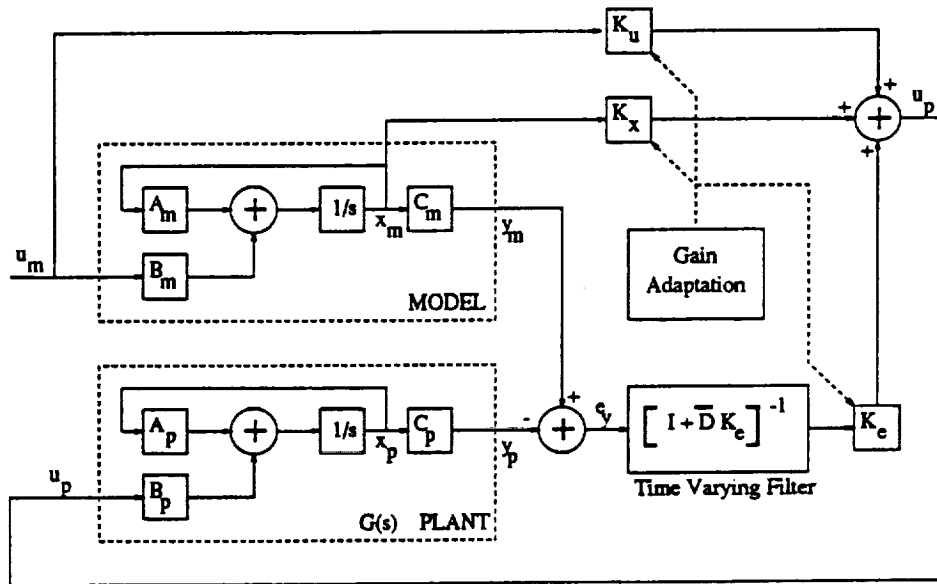 K_u
+
+
u_p
K_x
+
+
A_m
+
1/s
C_m
x_m
y_m
u_m
B_m
MODEL
Gain
Adaptation
A_p
+
1/s
C_p
x_p
y_p
-
+
+
e_y
[ I + D̅ K_e ]^-1
K_e
Time Varying Filter
u_p
B_p
G(s) PLANT